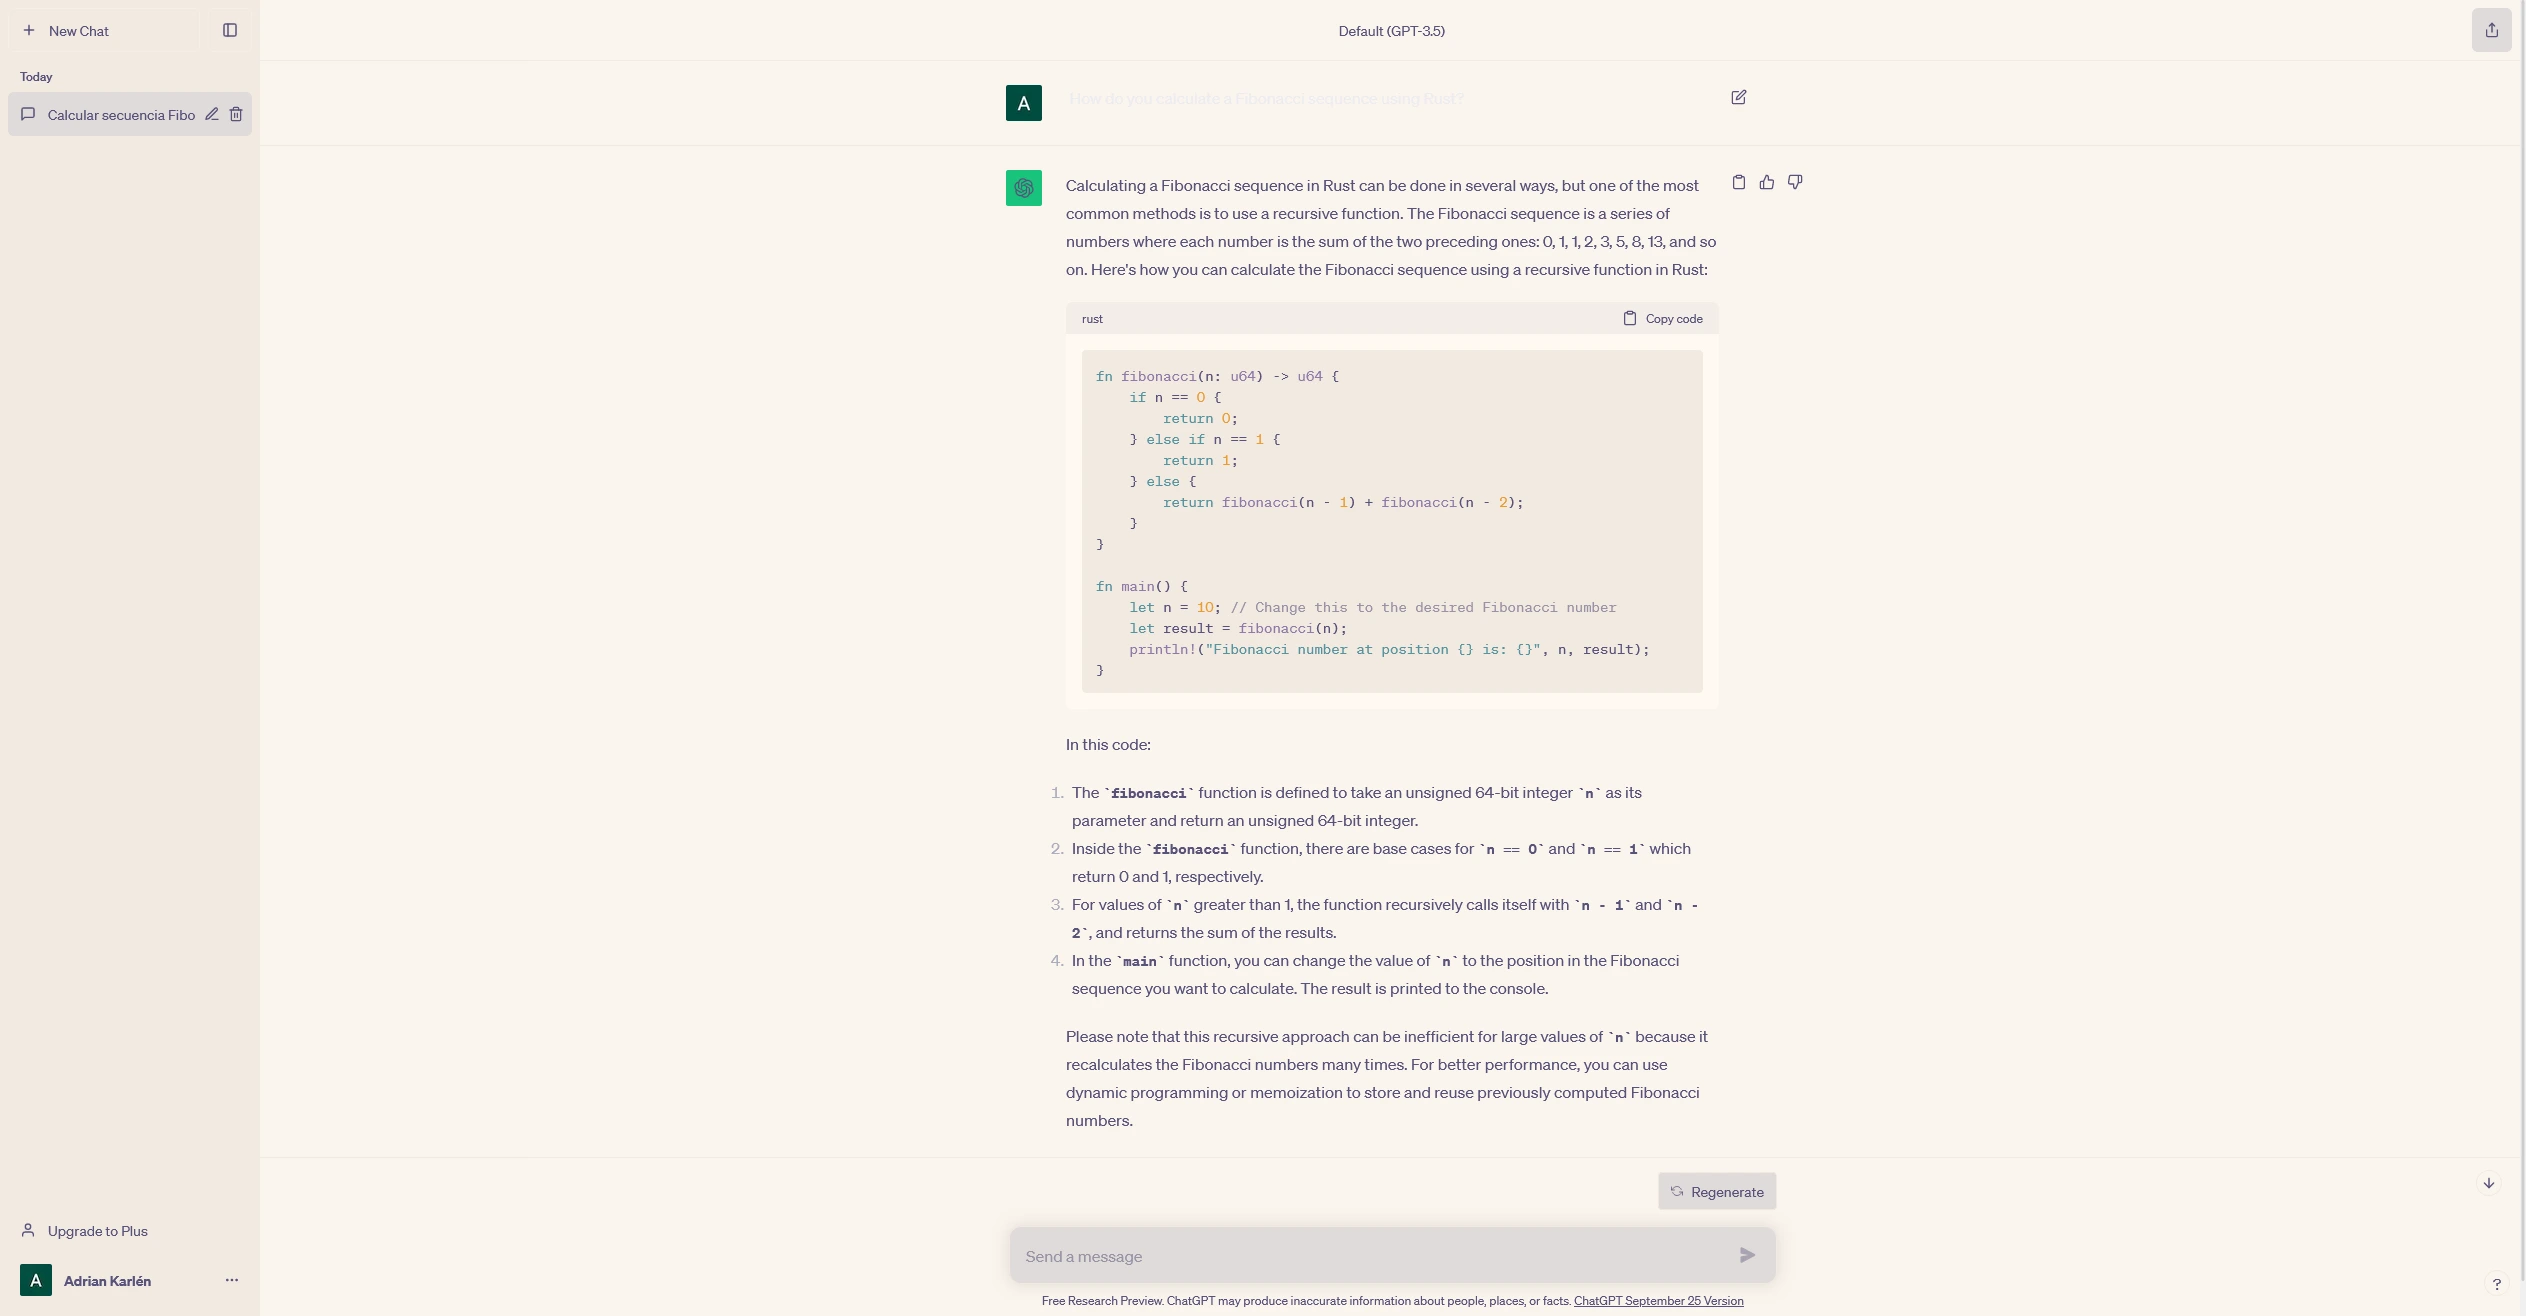 New Chat
Today
Calcular secuencia Fibo
Upgrade to Plus
A
Adrian Karlén
Default (GPT-3.5)
A
How do you calculate a Fibonacci sequence using Rust?
Calculating a Fibonacci sequence in Rust can be done in several ways, but one of the most
common methods is to use a recursive function. The Fibonacci sequence is a series of
numbers where each number is the sum of the two preceding ones: 0, 1, 1, 2, 3, 5, 8, 13, and so
on. Here's how you can calculate the Fibonacci sequence using a recursive function in Rust:
rust
Copy code
fn fibonacci(n: u64) -> u64 {
    if n == 0 {
        return 0;
    } else if n == 1 {
        return 1;
    } else {
        return fibonacci(n - 1) + fibonacci(n - 2);
    }
}
fn main() {
    let n = 10; // Change this to the desired Fibonacci number
    let result = fibonacci(n);
    println!("Fibonacci number at position {} is: {}", n, result);
}
In this code:
1. The `fibonacci` function is defined to take an unsigned 64-bit integer `n` as its
parameter and return an unsigned 64-bit integer.
2. Inside the `fibonacci` function, there are base cases for `n == 0` and `n == 1` which
return 0 and 1, respectively.
3. For values of `n` greater than 1, the function recursively calls itself with `n - 1` and `n -
2`, and returns the sum of the results.
4. In the `main` function, you can change the value of `n` to the position in the Fibonacci
sequence you want to calculate. The result is printed to the console.
Please note that this recursive approach can be inefficient for large values of `n` because it
recalculates the Fibonacci numbers many times. For better performance, you can use
dynamic programming or memoization to store and reuse previously computed Fibonacci
numbers.
Regenerate
Send a message
?
Free Research Preview. ChatGPT may produce inaccurate information about people, places, or facts. ChatGPT September 25 Version